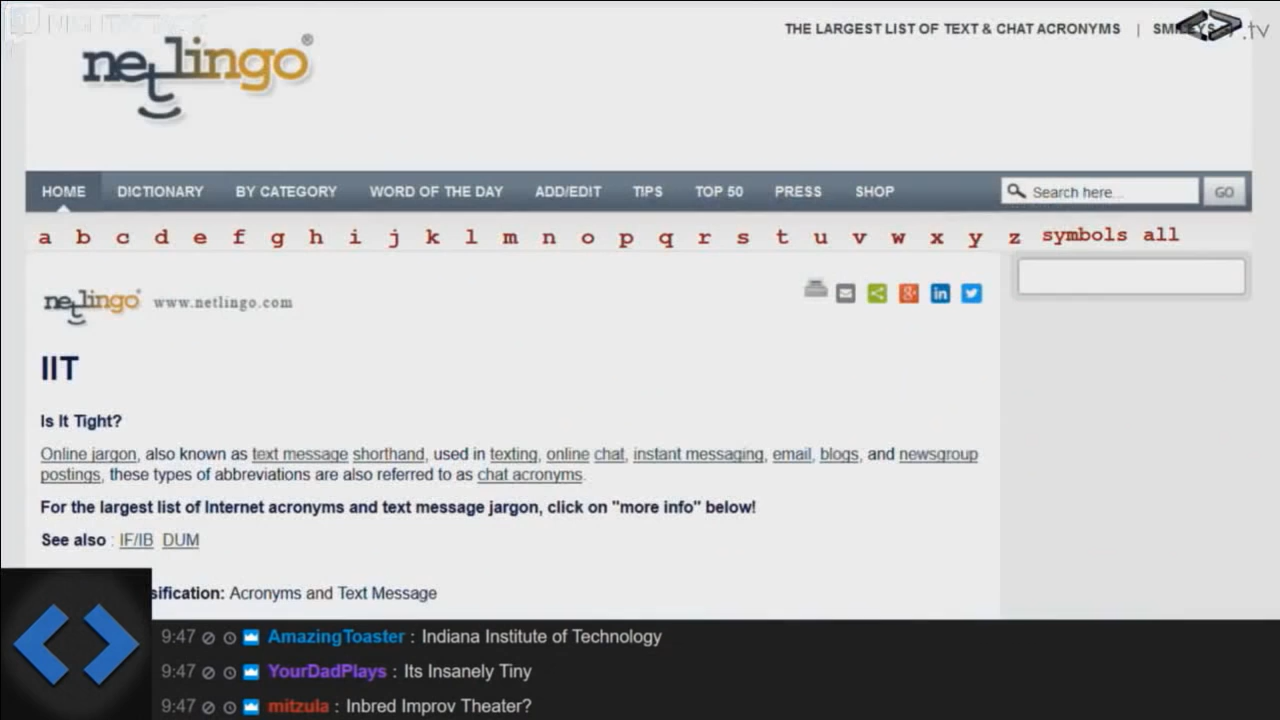 THE LARGEST LIST OF TEXT & CHAT ACRONYMS |
.tv
netlingo®
HOME DICTIONARY BY CATEGORY WORD OF THE DAY ADD/EDIT TIPS TOP 50 PRESS SHOP Search here... GO
a b c d e f g h i j k l m n o p q r s t u v w x y z symbols all
netlingo www.netlingo.com
IIT
Is It Tight?
Online jargon, also known as text message shorthand, used in texting, online chat, instant messaging, email, blogs, and newsgroup
postings, these types of abbreviations are also referred to as chat acronyms.
For the largest list of Internet acronyms and text message jargon, click on "more info" below!
See also : IF/IB DUM
sification: Acronyms and Text Message
9:47 AmazingToaster : Indiana Institute of Technology
9:47 YourDadPlays : Its Insanely Tiny
9:47 mitzula : Inbred Improv Theater?